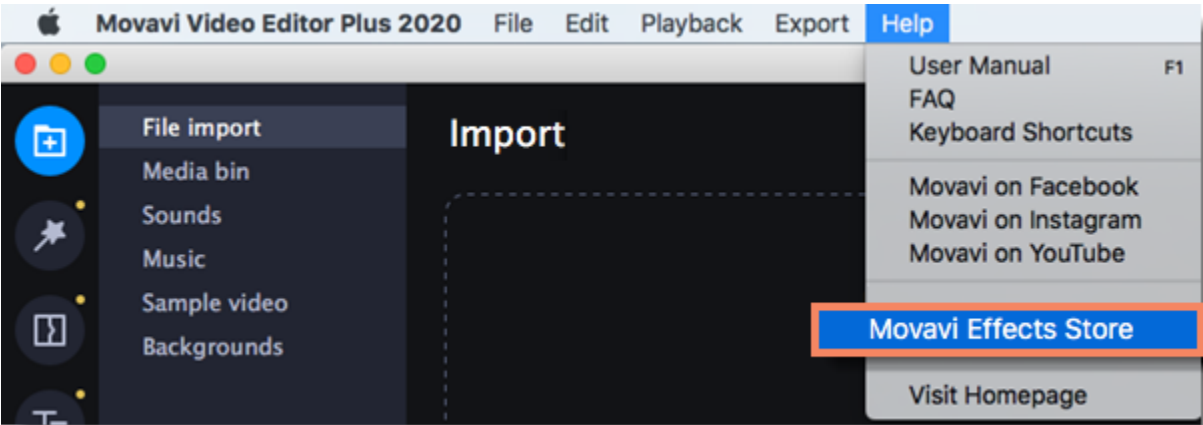 Movavi Video Editor Plus 2020 File Edit Playback Export Help
User Manual F1
FAQ
Keyboard Shortcuts
Movavi on Facebook
Movavi on Instagram
Movavi on YouTube
Movavi Effects Store
Visit Homepage
File import
Media bin
Sounds
Music
Sample video
Backgrounds
Import